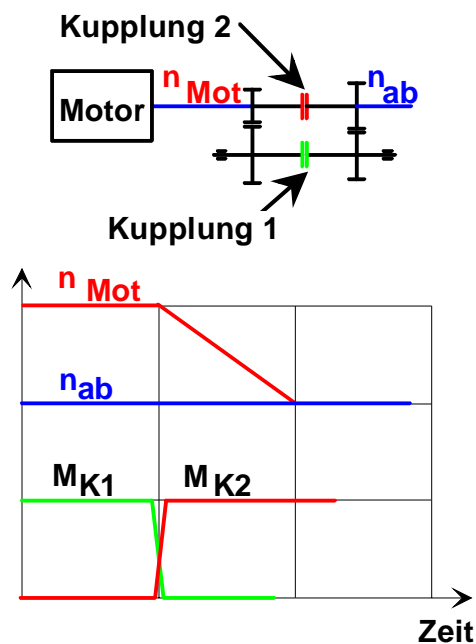 Kupplung 2
n Mot
n ab
Motor
Kupplung 1
n Mot
n ab
M K1
M K2
Zeit